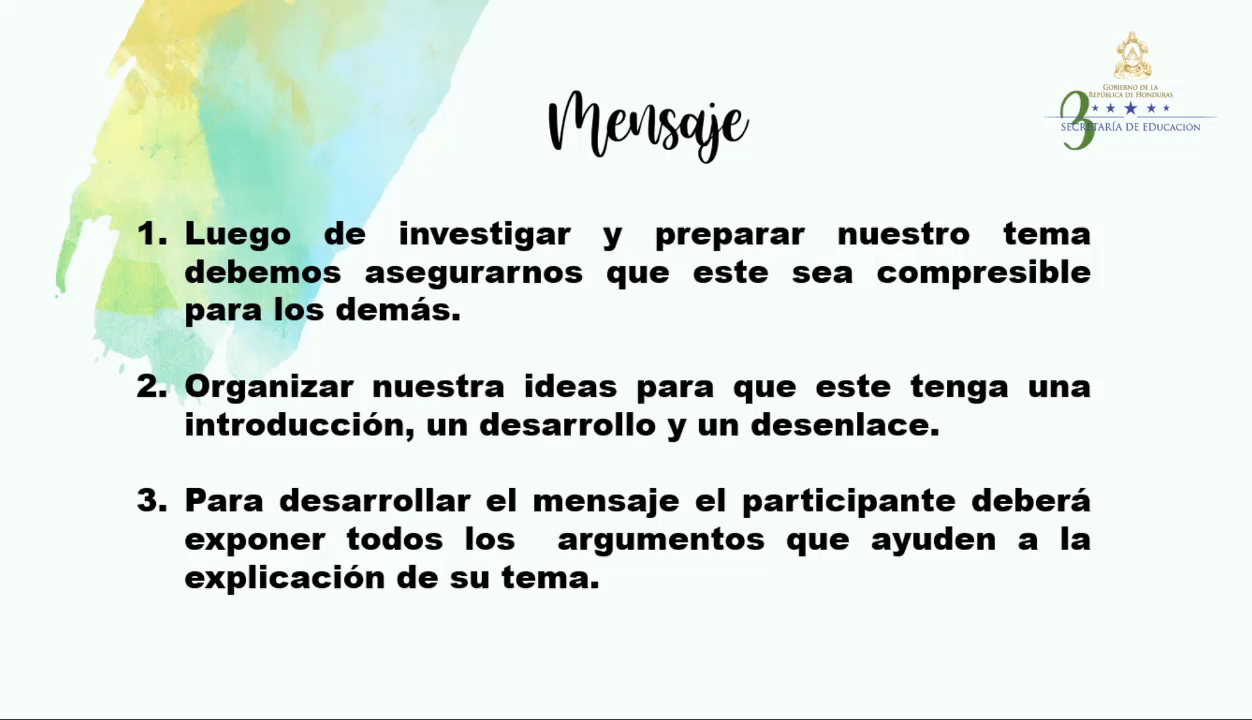 Mensaje
GOBIERNO DE LA
REPÚBLICA DE HONDURAS
SECRETARÍA DE EDUCACIÓN
1. Luego de investigar y preparar nuestro tema
debemos asegurarnos que este sea compresible
para los demás.
2. Organizar nuestra ideas para que este tenga una
introducción, un desarrollo y un desenlace.
3. Para desarrollar el mensaje el participante deberá
exponer todos los argumentos que ayuden a la
explicación de su tema.